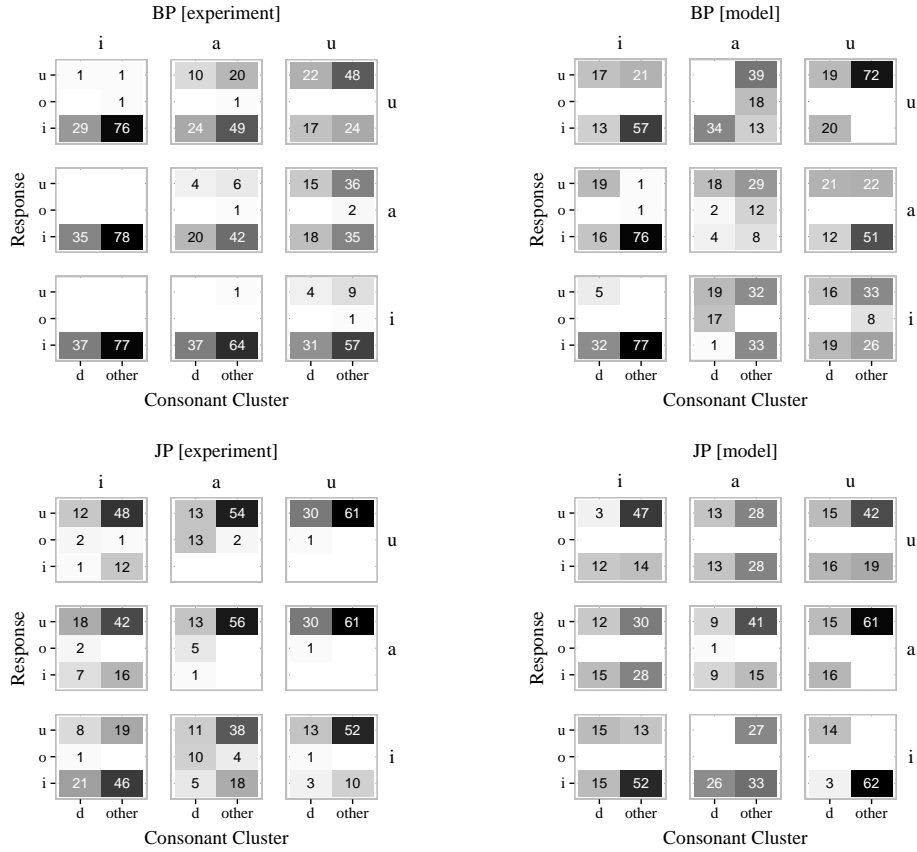 BP [experiment]
i a u
u 1 1 10 20 22 48
o 1 1 u
i 29 76 24 49 17 24
u 4 6 15 36
Response o 1 2 a
i 35 78 20 42 18 35
u 1 4 9
o 1 i
i 37 77 37 64 31 57
d other d other d other
Consonant Cluster
BP [model]
i a u
17 21 39 19 72
18 u
13 57 34 13 20
19 1 18 29 21 22
Response 1 2 12 a
16 76 4 8 12 51
5 19 32 16 33
17 8 i
32 77 1 33 19 26
d other d other d other
Consonant Cluster
JP [experiment]
i a u
u 12 48 13 54 30 61
o 2 1 13 2 1 u
i 1 12
u 18 42 13 56 30 61
Response o 2 5 1 a
i 7 16 1
u 8 19 11 38 13 52
o 1 10 4 1 i
i 21 46 5 18 3 10
d other d other d other
Consonant Cluster
JP [model]
i a u
u 3 47 13 28 15 42
o u
i 12 14 13 28 16 19
u 12 30 9 41 15 61
Response o 1 a
i 15 28 9 15 16
u 15 13 27 14
o i
i 15 52 26 33 3 62
d other d other d other
Consonant Cluster